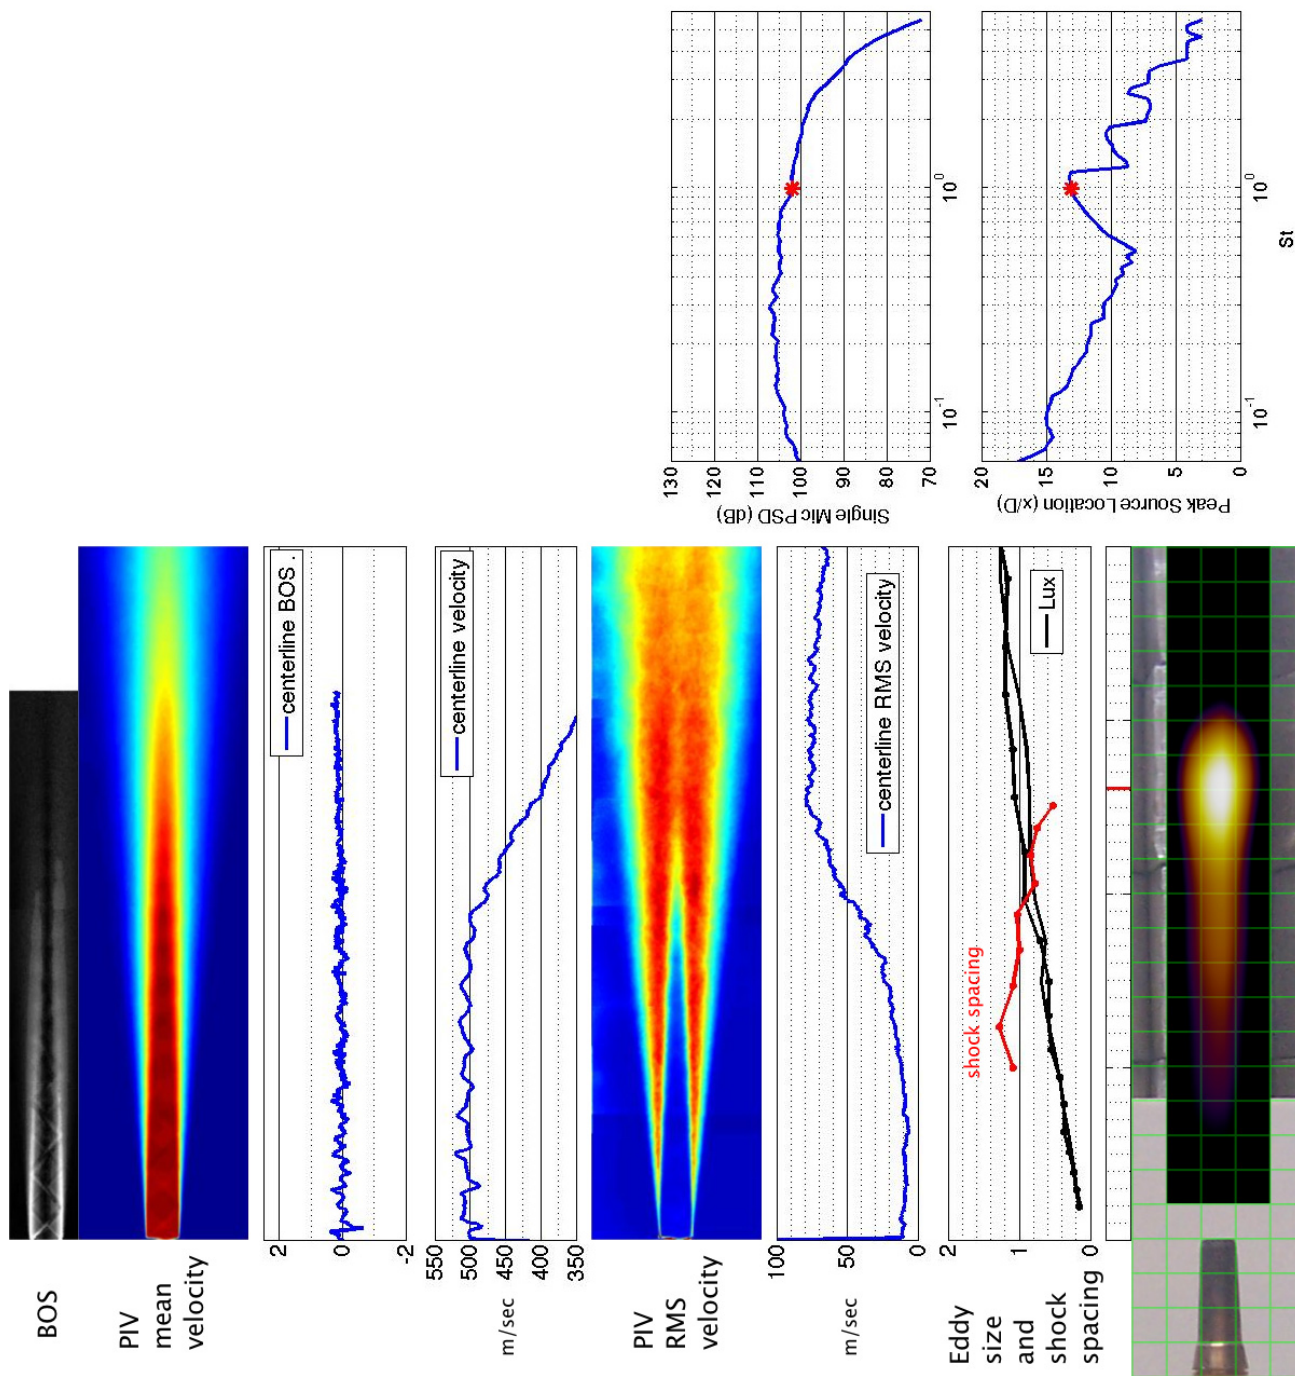 BOS
PIV
mean
velocity
2
0
-2
centerline BOS.
m/sec
550
500
450
400
350
centerline velocity
PIV
RMS
velocity
m/sec
100
50
0
centerline RMS velocity
Eddy
size
and
shock
spacing
2
1
0
shock spacing
Lux
Single Mic PSD (dB)
130
120
110
100
90
80
70
10⁻¹
10⁰
Peak Source Location (x/D)
20
15
10
5
0
10⁻¹
10⁰
St